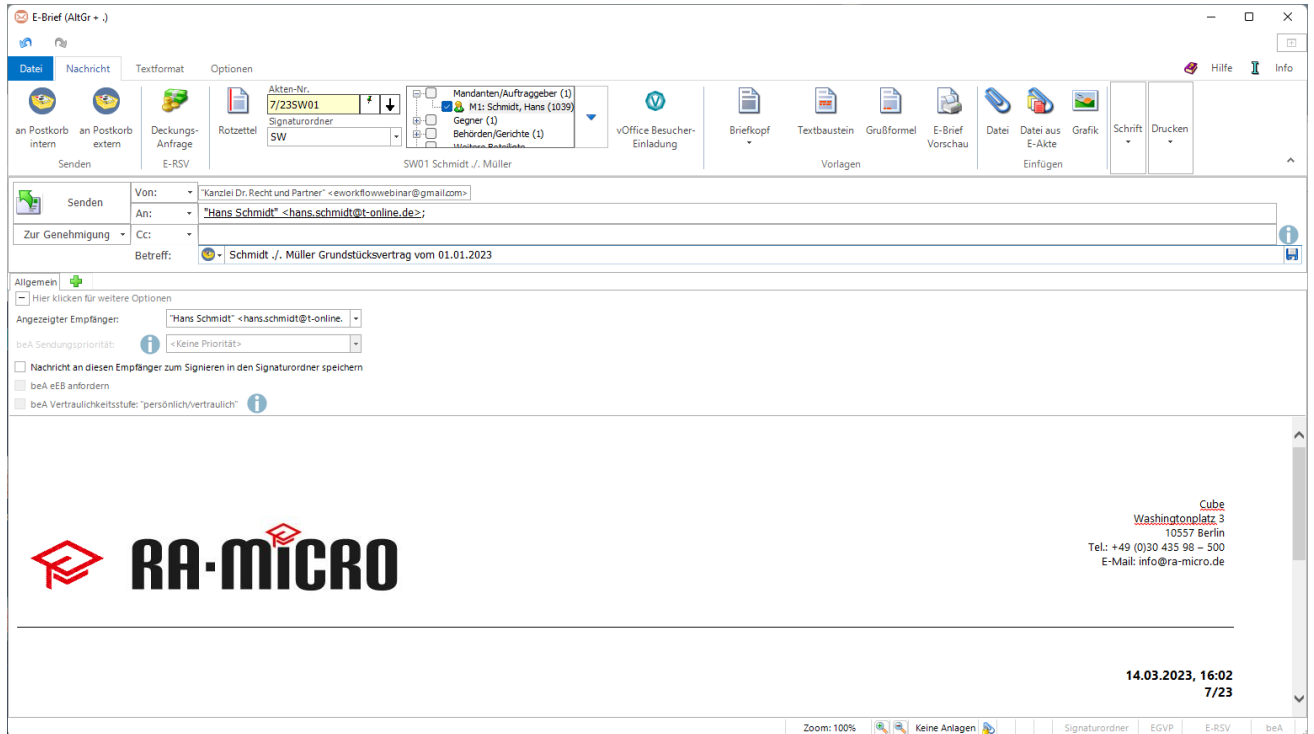 E-Brief (AltGr + .)
Datei Nachricht Textformat Optionen Hilfe Info
Akten-Nr.
7/23SW01
Signaturordner
SW
Mandanten/Auftraggeber (1)
M1: Schmidt, Hans (1039)
Gegner (1)
Behörden/Gerichte (1)
Weitere Beteiligte
an Postkorb intern
an Postkorb extern
Deckungs-Anfrage
Rotzettel
vOffice Besucher-Einladung
Briefkopf
Textbaustein
Grußformel
E-Brief Vorschau
Datei
Datei aus E-Akte
Grafik
Schrift
Drucken
Senden E-RSV SW01 Schmidt ./. Müller Vorlagen Einfügen
Senden
Zur Genehmigung
Von: "Kanzlei Dr. Recht und Partner" <eworkflowwebinar@gmail.com>
An: "Hans Schmidt" <hans.schmidt@t-online.de>;
Cc:
Betreff: Schmidt ./. Müller Grundstücksvertrag vom 01.01.2023
Allgemein
Hier klicken für weitere Optionen
Angezeigter Empfänger: "Hans Schmidt" <hans.schmidt@t-online.
beA Sendungspriorität: <Keine Priorität>
Nachricht an diesen Empfänger zum Signieren in den Signaturordner speichern
beA eEB anfordern
beA Vertraulichkeitsstufe: "persönlich/vertraulich"
RA-MICRO
Cube
Washingtonplatz 3
10557 Berlin
Tel.: +49 (0)30 435 98 – 500
E-Mail: info@ra-micro.de
14.03.2023, 16:02
7/23
Zoom: 100% Keine Anlagen Signaturordner EGVP E-RSV beA